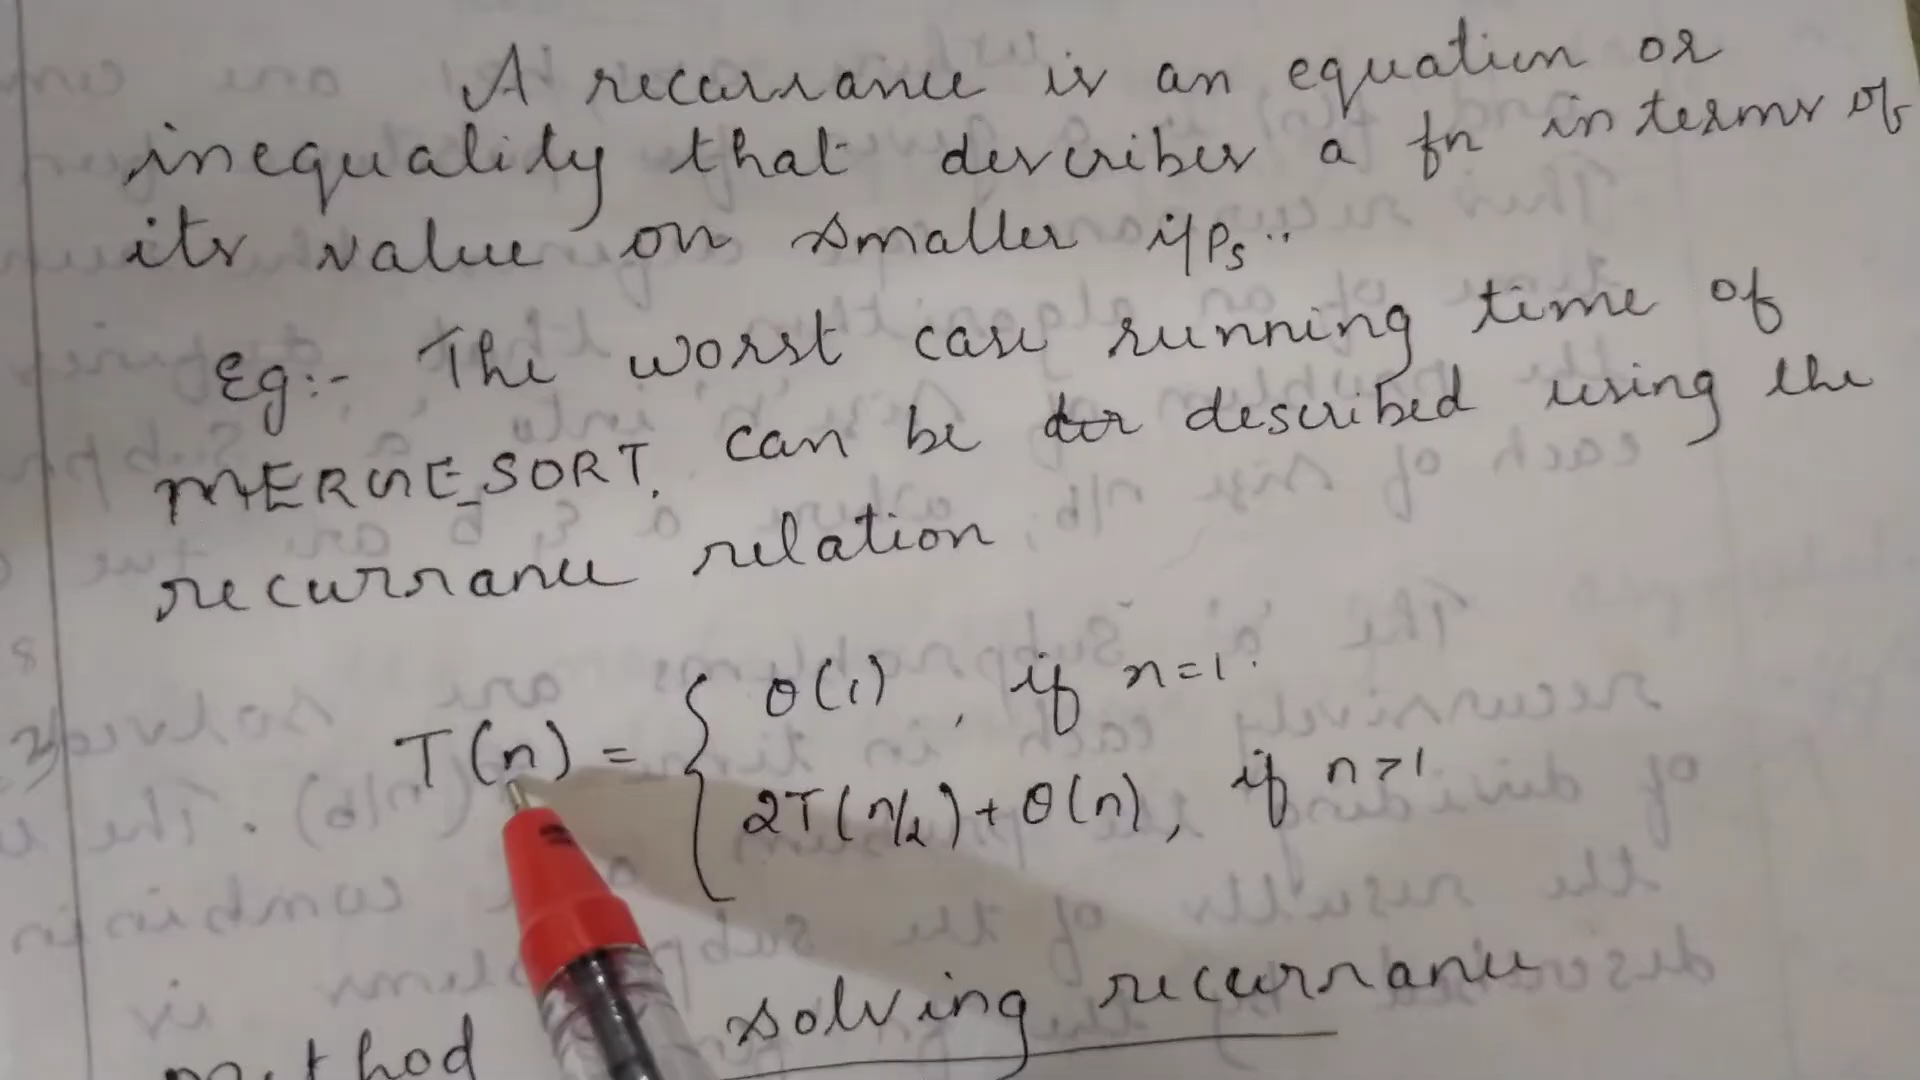 A recurrance is an equation or
inequality that describes a fn in terms of
its value on smaller i/ps..
Eg:- The worst case running time of
MERGE_SORT, can be der described using the
recurrance relation
T(n) = { θ(1), if n=1.
2T(n/2)+θ(n), if n>1
method solving recurrance